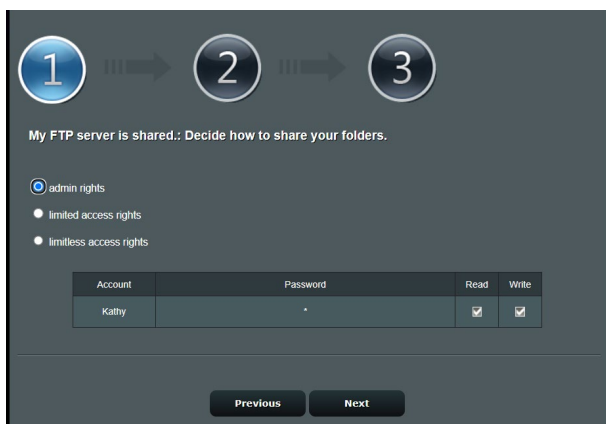 1 2 3
My FTP server is shared.: Decide how to share your folders.
admin rights
limited access rights
limitless access rights
Account Password Read Write
Kathy *
Previous Next